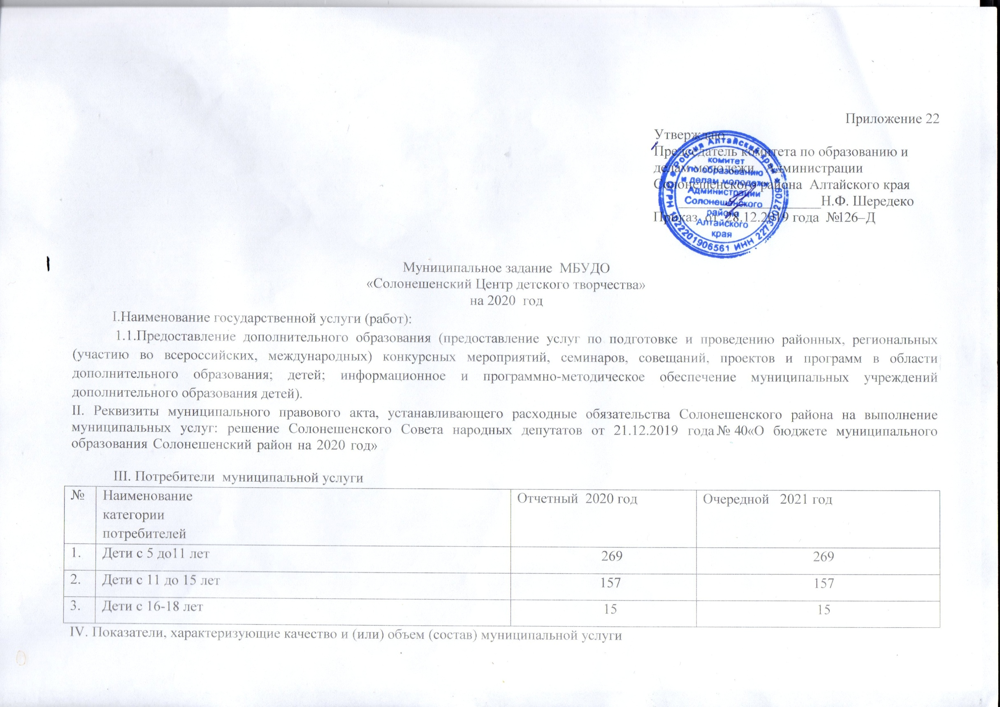 Приложение 22
Утверждаю
Председатель комитета по образованию и
делам молодежи Администрации
Солонешенского района Алтайского края
Н.Ф. Шередеко
Приказ от 28.12.2019 года №126–Д
Россия Алтайский край
ОГРН 1022201906561 ИНН 2273002709
комитет
по образованию
и делам молодежи
Администрации
Солонешенского
района
Алтайского
края
Муниципальное задание МБУДО
«Солонешенский Центр детского творчества»
на 2020 год
I.Наименование государственной услуги (работ):
1.1.Предоставление дополнительного образования (предоставление услуг по подготовке и проведению районных, региональных
(участию во всероссийских, международных) конкурсных мероприятий, семинаров, совещаний, проектов и программ в области
дополнительного образования; детей; информационное и программно-методическое обеспечение муниципальных учреждений
дополнительного образования детей).
II. Реквизиты муниципального правового акта, устанавливающего расходные обязательства Солонешенского района на выполнение
муниципальных услуг: решение Солонешенского Совета народных депутатов от 21.12.2019 года№ 40«О бюджете муниципального
образования Солонешенский район на 2020 год»
III. Потребители муниципальной услуги
№ Наименование Отчетный 2020 год Очередной 2021 год
категории
потребителей
1. Дети с 5 до11 лет 269 269
2. Дети с 11 до 15 лет 157 157
3. Дети с 16-18 лет 15 15
IV. Показатели, характеризующие качество и (или) объем (состав) муниципальной услуги